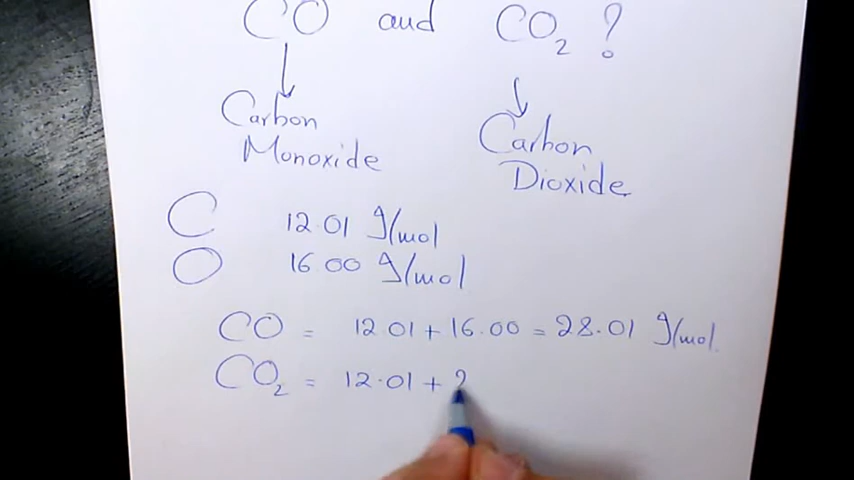 CO and CO₂ ?
Carbon Monoxide
Carbon Dioxide
C 12.01 g/mol
O 16.00 g/mol
CO = 12.01 + 16.00 = 28.01 g/mol.
CO₂ = 12.01 + 2